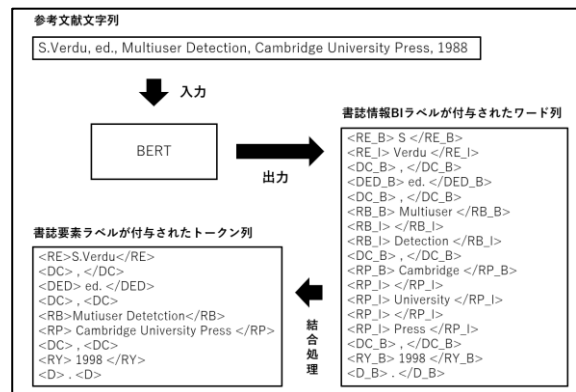 参考文献文字列
S.Verdu, ed., Multiuser Detection, Cambridge University Press, 1988
入力
BERT
出力
書誌情報BIラベルが付与されたワード列
<RE_B> S </RE_B>
<RE_I> Verdu </RE_I>
<DC_B> , </DC_B>
<DED_B> ed. </DED_B>
<DC_B> , </DC_B>
<RB_B> Multiuser </RB_B>
<RB_I> </RB_I>
<RB_I> Detection </RB_I>
<DC_B> , </DC_B>
<RP_B> Cambridge </RP_B>
<RP_I> </RP_I>
<RP_I> University </RP_I>
<RP_I> </RP_I>
<RP_I> Press </RP_I>
<DC_B> , </DC_B>
<RY_B> 1998 </RY_B>
<D_B> . </D_B>
結合処理
書誌要素ラベルが付与されたトークン列
<RE>S.Verdu</RE>
<DC> , </DC>
<DED> ed. </DED>
<DC> , <DC>
<RB>Mutiuser Detetction</RB>
<RP> Cambridge University Press </RP>
<DC> , <DC>
<RY> 1998 </RY>
<D> . <D>